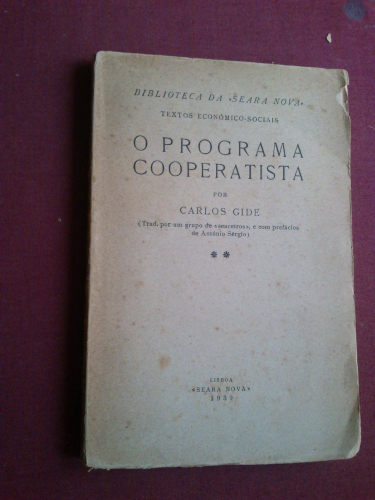 BIBLIOTECA DA «SEARA NOVA»
TEXTOS ECONÓMICO-SOCIAIS
O PROGRAMA
COOPERATISTA
POR
CARLOS GIDE
(Trad. por um grupo de «seareiros», e com prefácios
de António Sérgio)
* *
LISBOA
«SEARA NOVA»